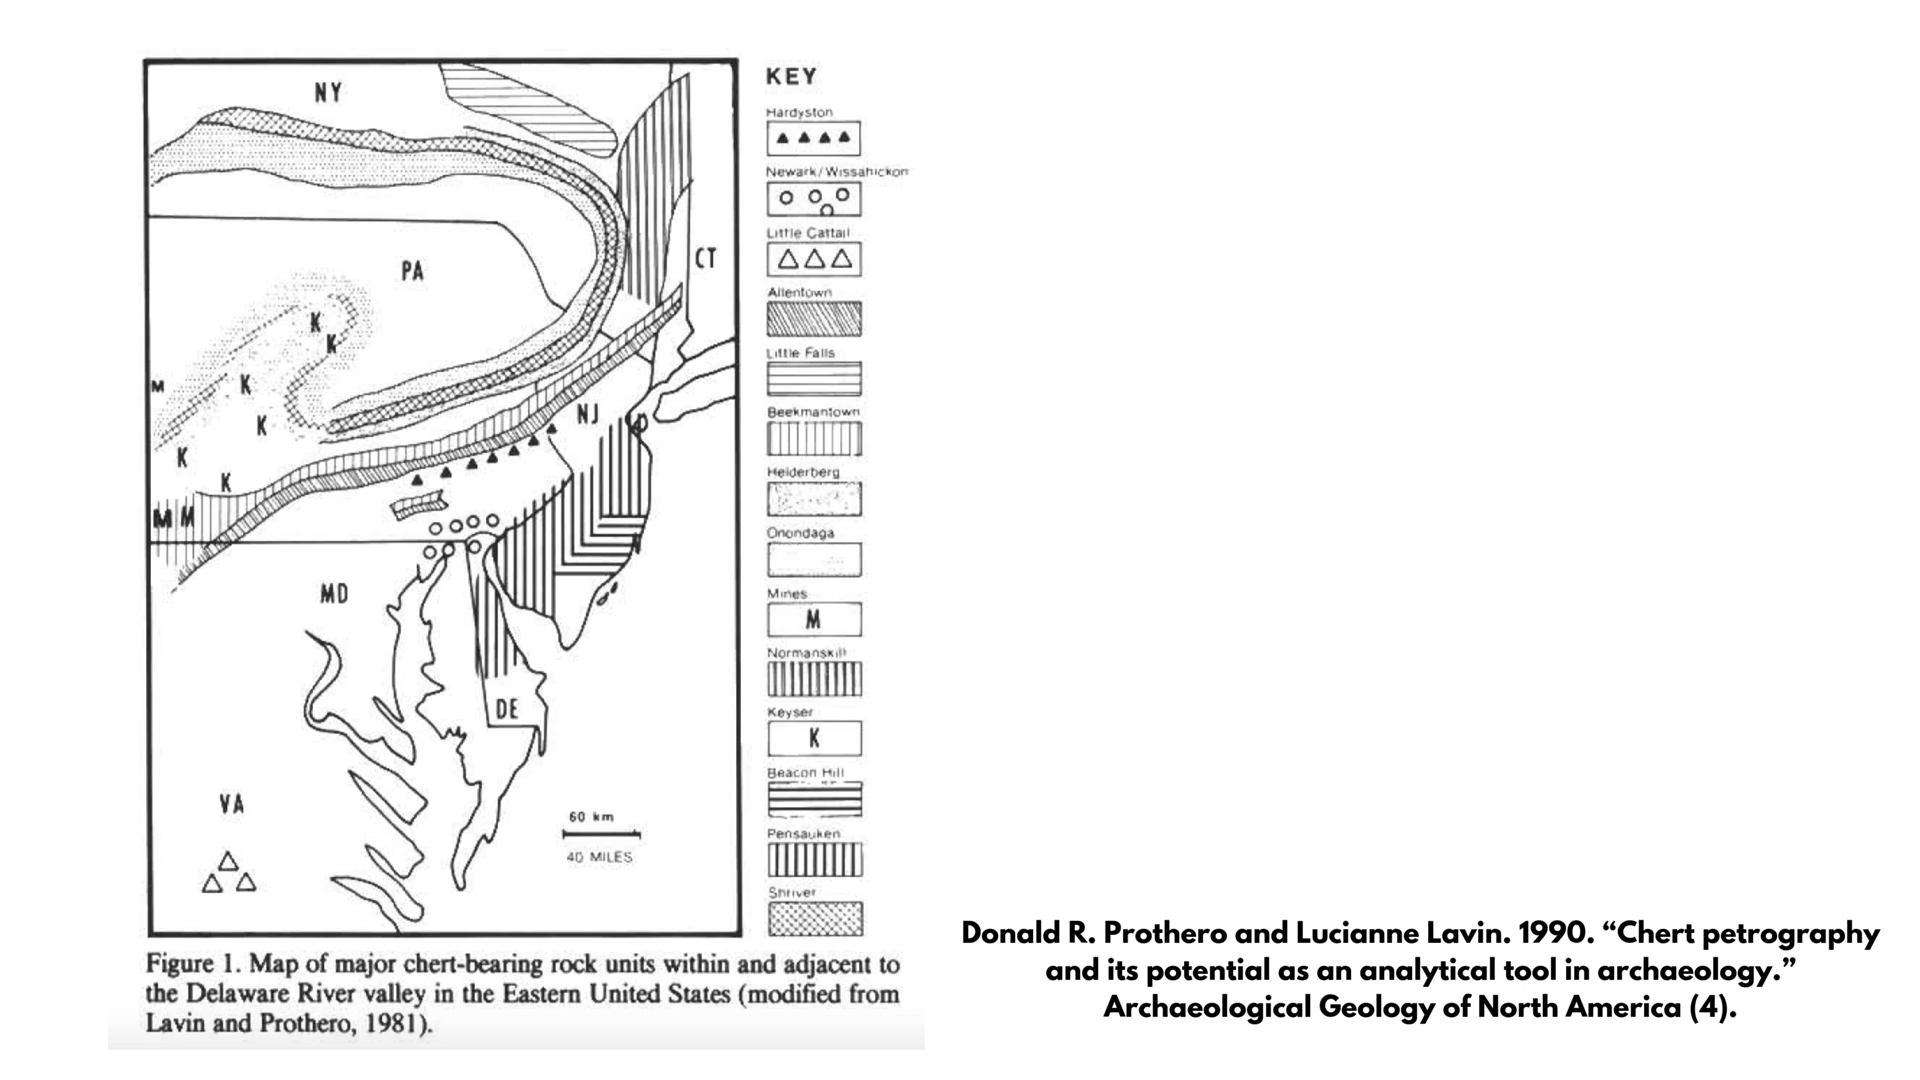 NY
PA
CT
K
K
M
K
K
NJ
K
K
M M
MD
DE
VA
60 km
40 MILES
KEY
Hardyston
Newark/Wissahickon
Little Cattail
Allentown
Little Falls
Beekmantown
Helderberg
Onondaga
Mines
M
Normanskill
Keyser
K
Beacon Hill
Pensauken
Shriver
Figure 1. Map of major chert-bearing rock units within and adjacent to
the Delaware River valley in the Eastern United States (modified from
Lavin and Prothero, 1981).
Donald R. Prothero and Lucianne Lavin. 1990. “Chert petrography
and its potential as an analytical tool in archaeology.”
Archaeological Geology of North America (4).